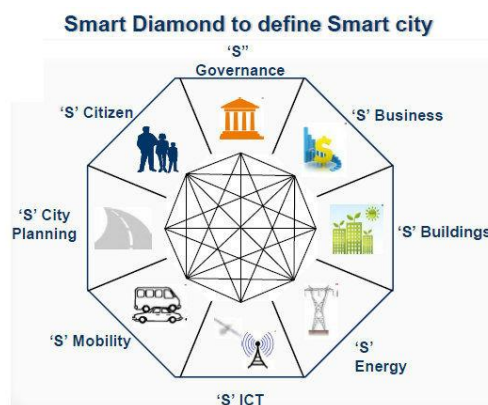 Smart Diamond to define Smart city
‘S”
Governance
‘S’ Citizen
‘S’ Business
‘S’ City
Planning
‘S’ Buildings
‘S’ Mobility
‘S’
Energy
‘S’ ICT